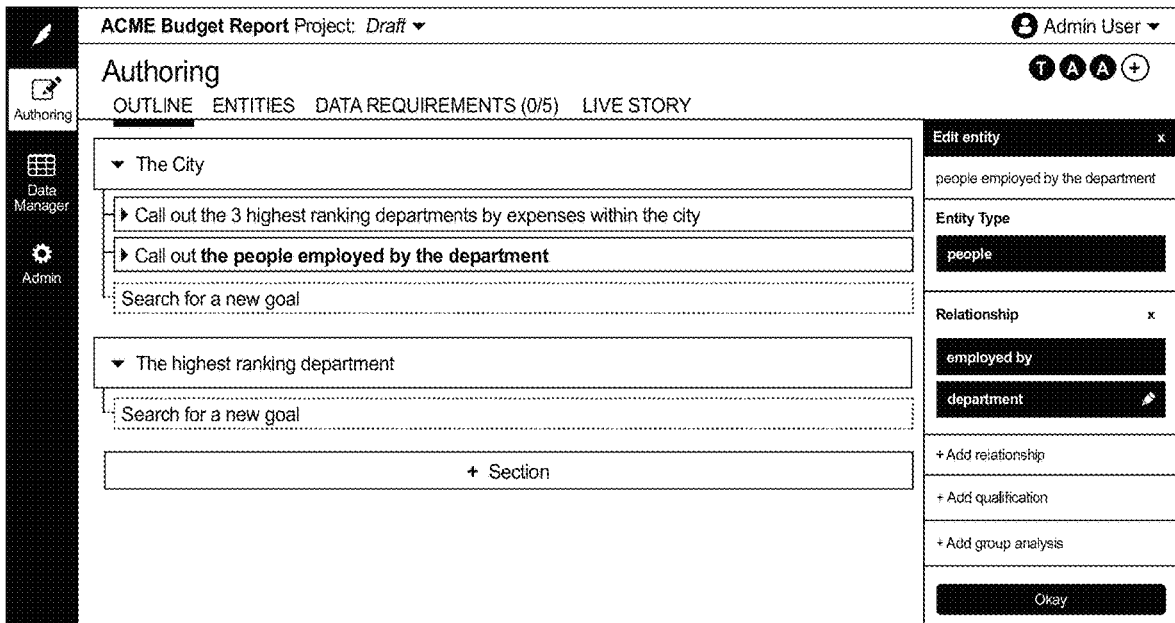 ACME Budget Report Project: Draft
Admin User
Authoring
T A A +
OUTLINE ENTITIES DATA REQUIREMENTS (0/5) LIVE STORY
Authoring
Data
Manager
Admin
The City
Call out the 3 highest ranking departments by expenses within the city
Call out the people employed by the department
Search for a new goal
The highest ranking department
Search for a new goal
+ Section
Edit entity x
people employed by the department
Entity Type
people
Relationship x
employed by
department
+ Add relationship
+ Add qualification
+ Add group analysis
Okay